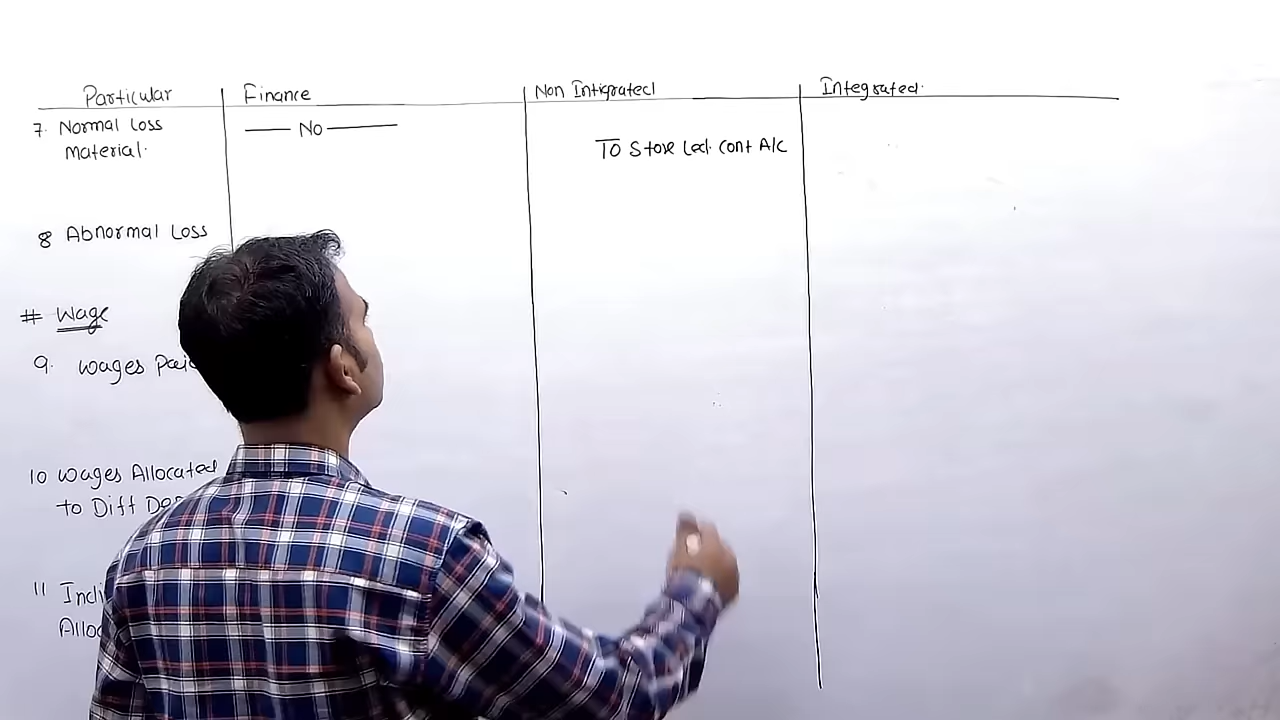 Particular Finance Non Intigrated Integrated.
7. Normal Loss
Material.
— No —
To Store Led. Cont A/C
8 Abnormal Loss
# Wage
9. Wages
10 Wages Allocated
to Diff
11